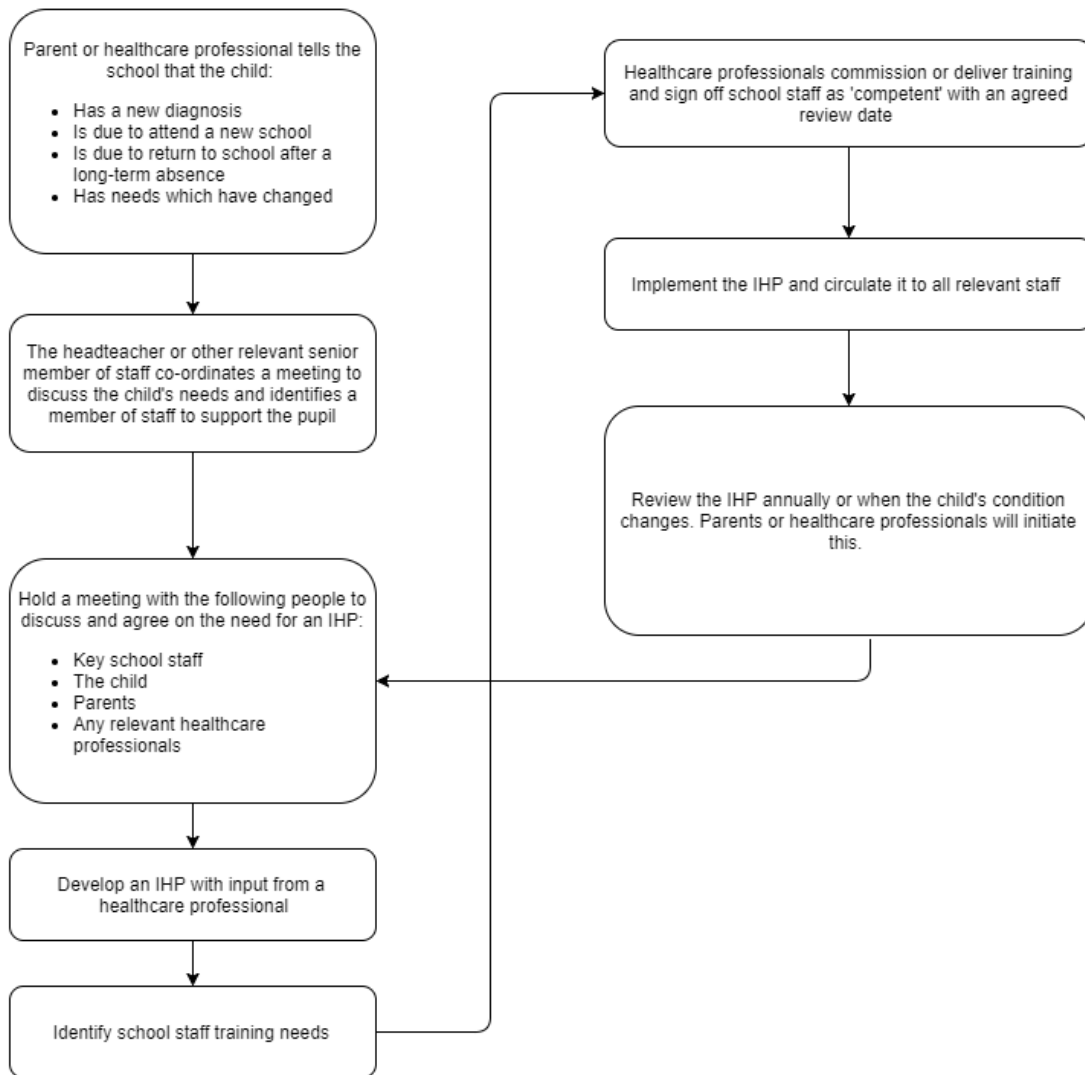 Parent or healthcare professional tells the
school that the child:
• Has a new diagnosis
• Is due to attend a new school
• Is due to return to school after a
long-term absence
• Has needs which have changed
The headteacher or other relevant senior
member of staff co-ordinates a meeting to
discuss the child's needs and identifies a
member of staff to support the pupil
Hold a meeting with the following people to
discuss and agree on the need for an IHP:
• Key school staff
• The child
• Parents
• Any relevant healthcare
professionals
Develop an IHP with input from a
healthcare professional
Identify school staff training needs
Healthcare professionals commission or deliver training
and sign off school staff as 'competent' with an agreed
review date
Implement the IHP and circulate it to all relevant staff
Review the IHP annually or when the child's condition
changes. Parents or healthcare professionals will initiate
this.